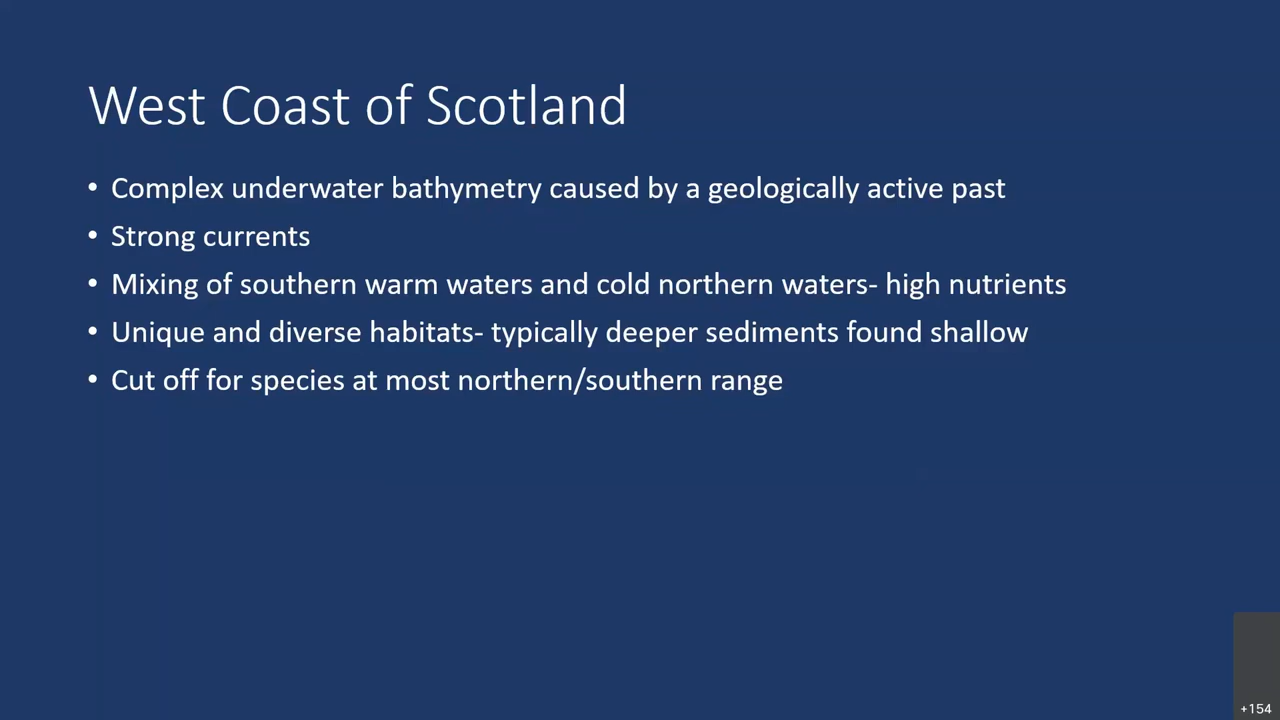 West Coast of Scotland
• Complex underwater bathymetry caused by a geologically active past
• Strong currents
• Mixing of southern warm waters and cold northern waters- high nutrients
• Unique and diverse habitats- typically deeper sediments found shallow
• Cut off for species at most northern/southern range
+154